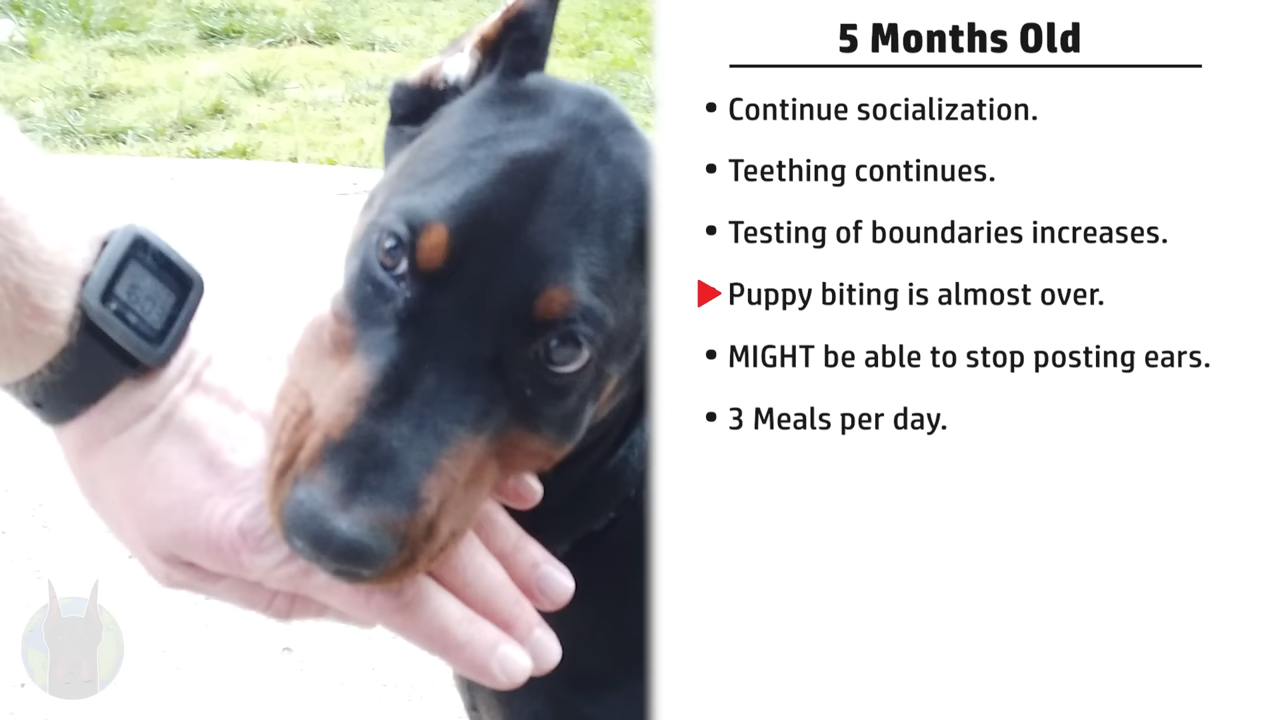 5 Months Old
• Continue socialization.
• Teething continues.
• Testing of boundaries increases.
Puppy biting is almost over.
• MIGHT be able to stop posting ears.
• 3 Meals per day.